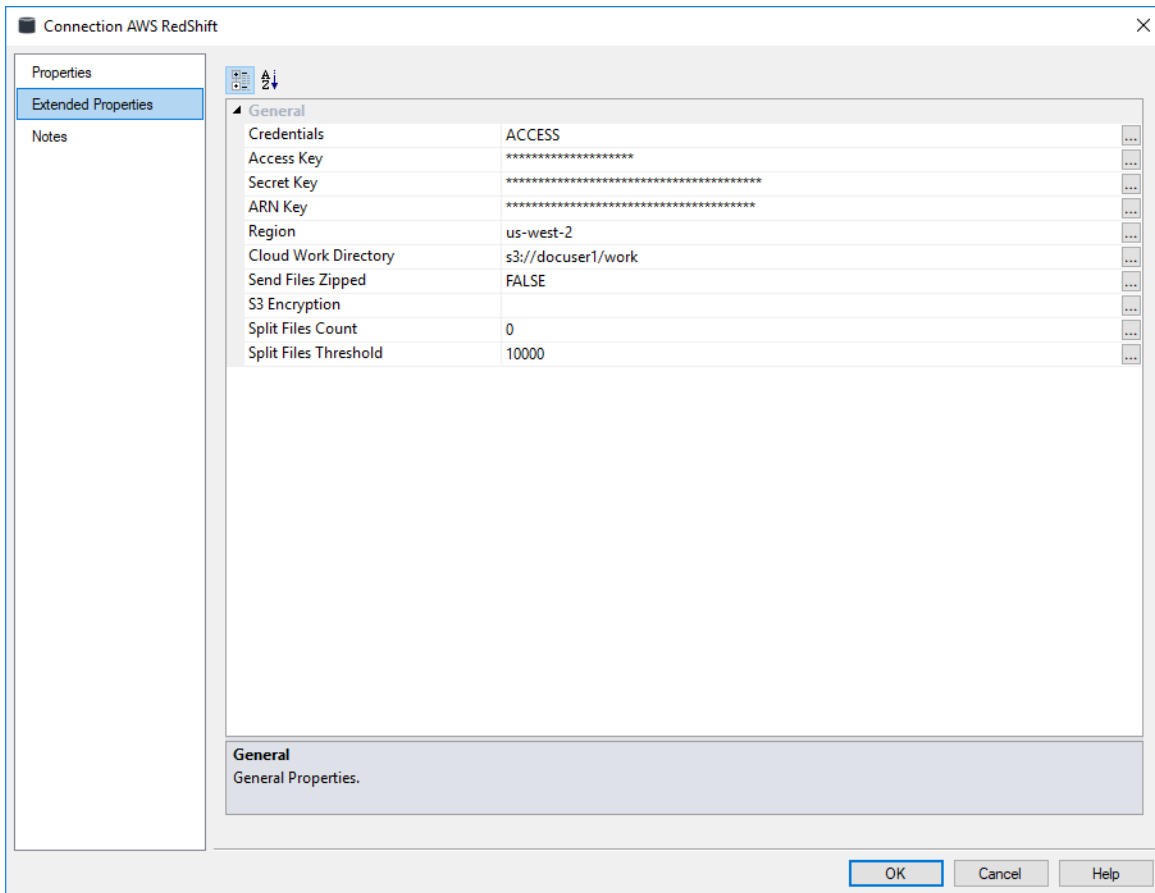 Connection AWS RedShift
Properties
Extended Properties
Notes
General
Credentials ACCESS ...
Access Key ******************** ...
Secret Key **************************************** ...
ARN Key *************************************** ...
Region us-west-2 ...
Cloud Work Directory s3://docuser1/work ...
Send Files Zipped FALSE ...
S3 Encryption ...
Split Files Count 0 ...
Split Files Threshold 10000 ...
General
General Properties.
OK Cancel Help